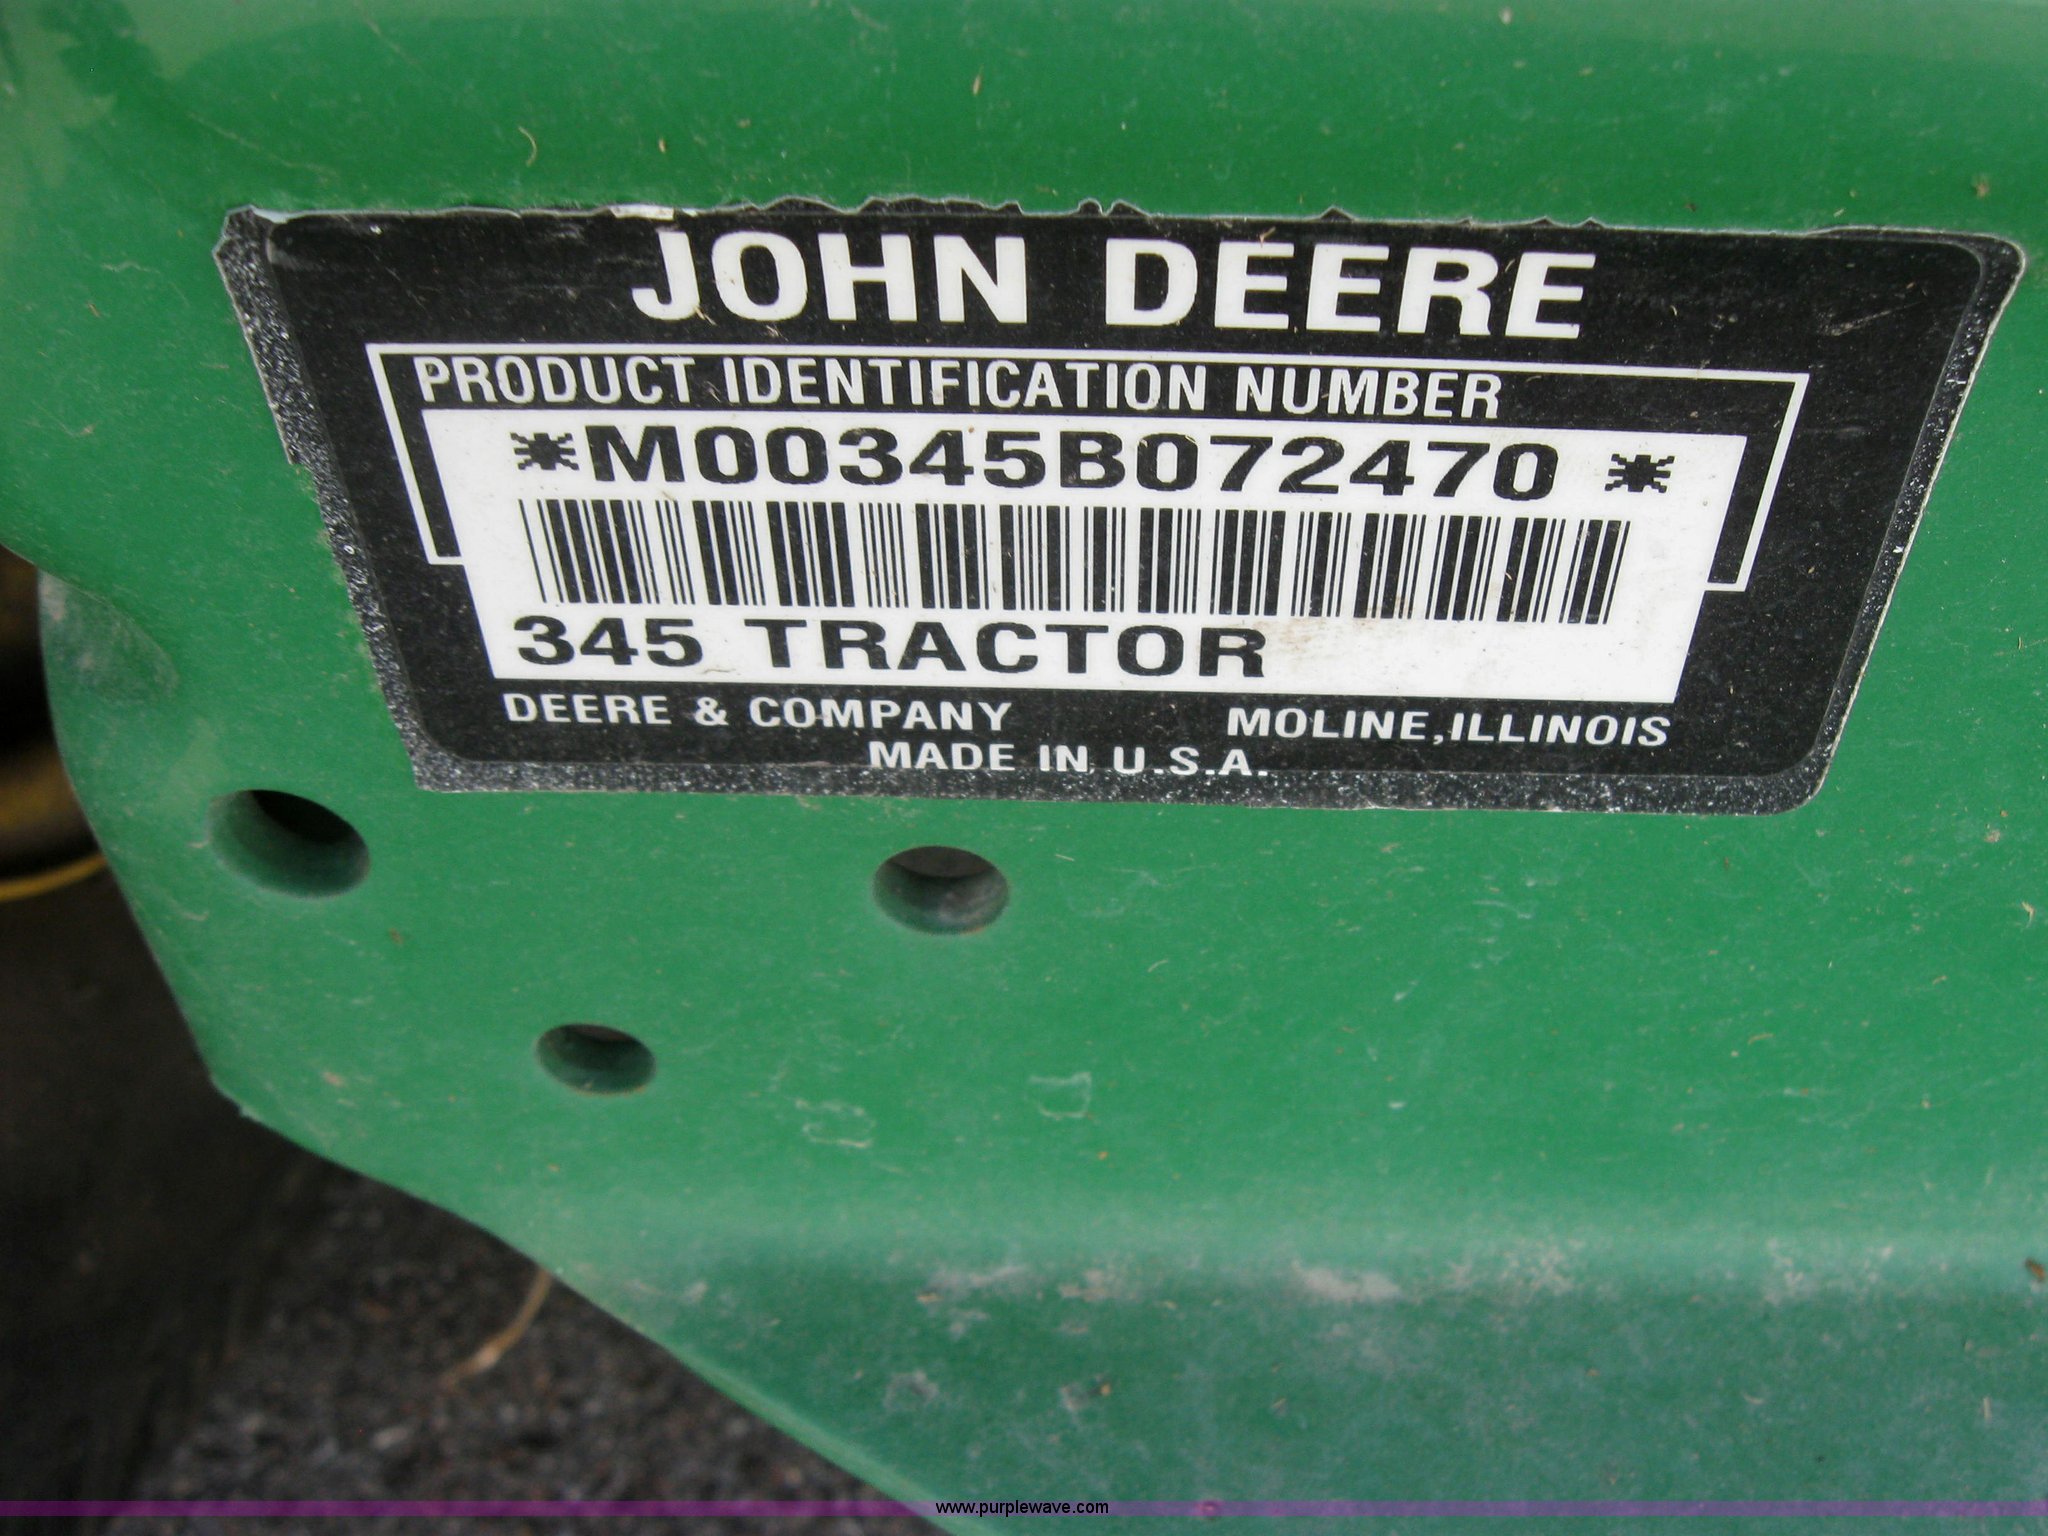 JOHN DEERE
PRODUCT IDENTIFICATION NUMBER
*M00345B072470 *
345 TRACTOR
DEERE & COMPANY MOLINE, ILLINOIS
MADE IN U.S.A.
www.purplewave.com